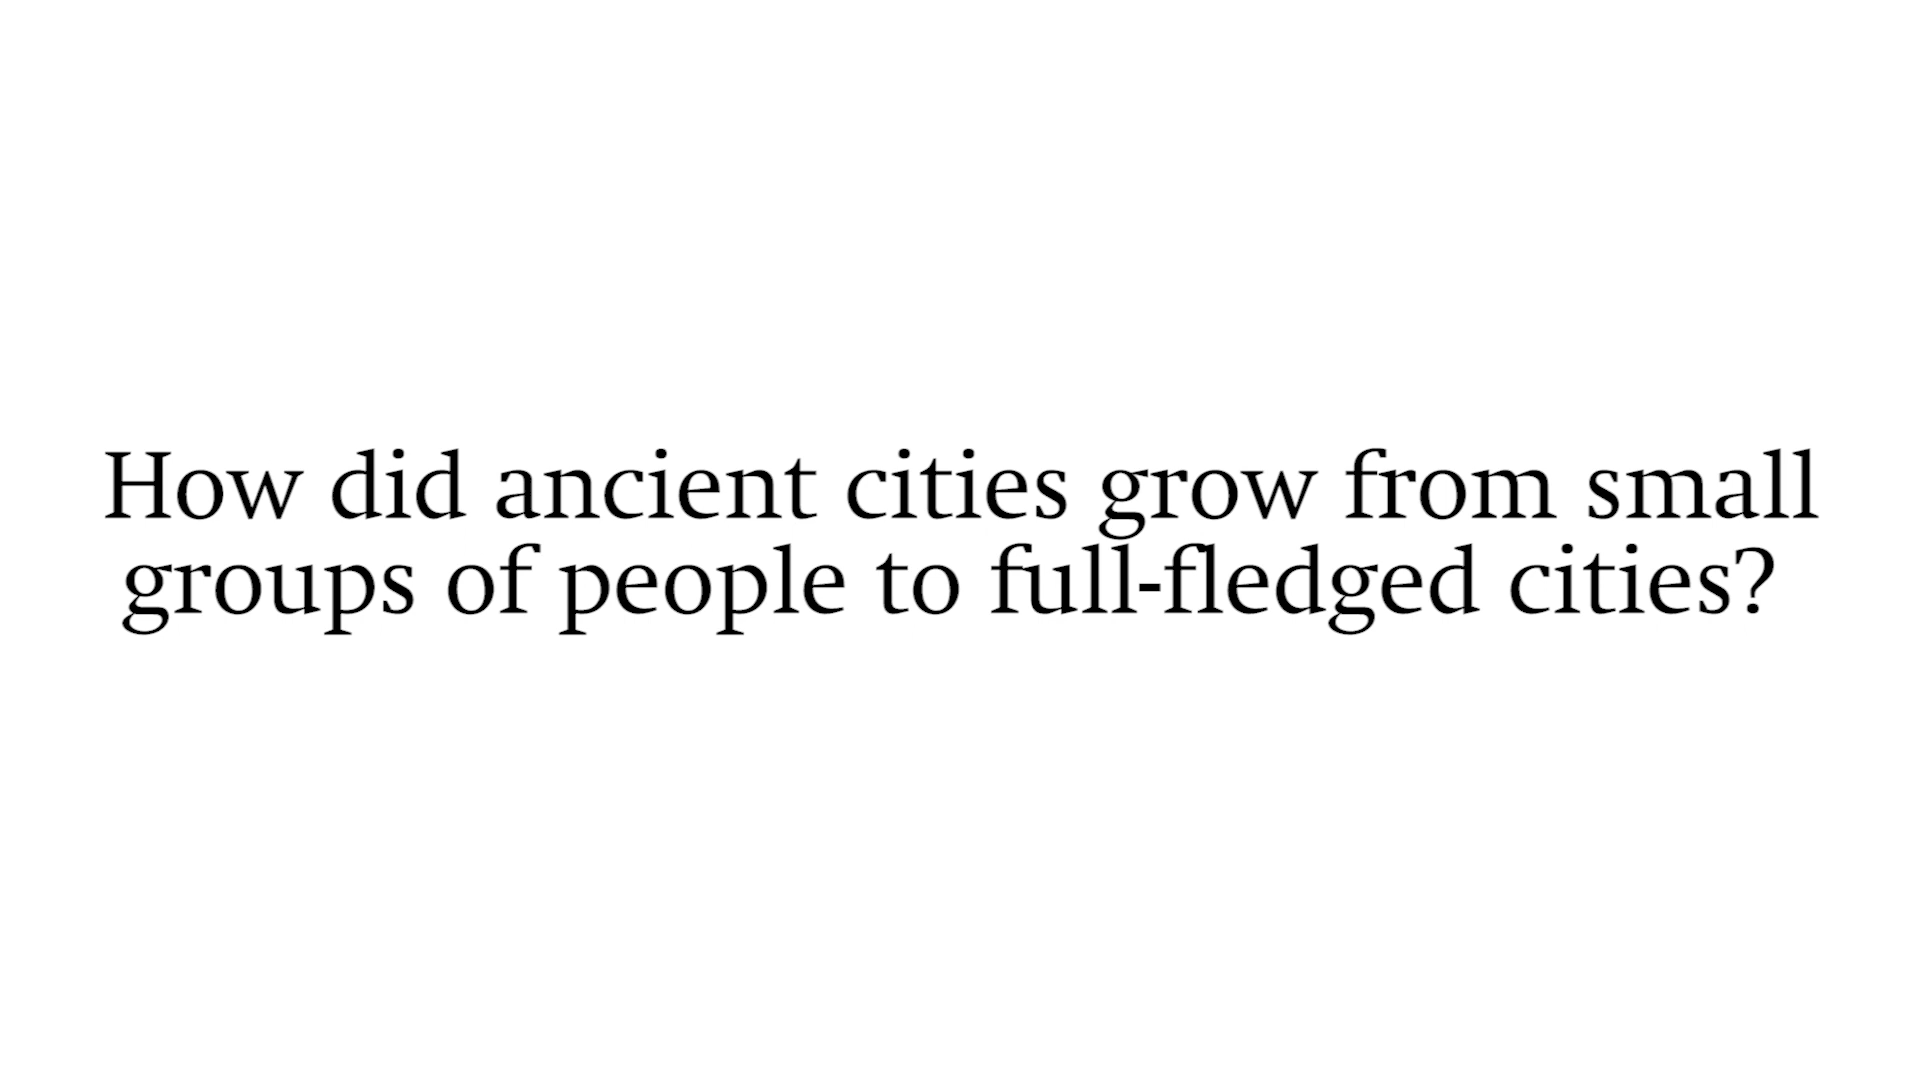 How did ancient cities grow from small
groups of people to full-fledged cities?